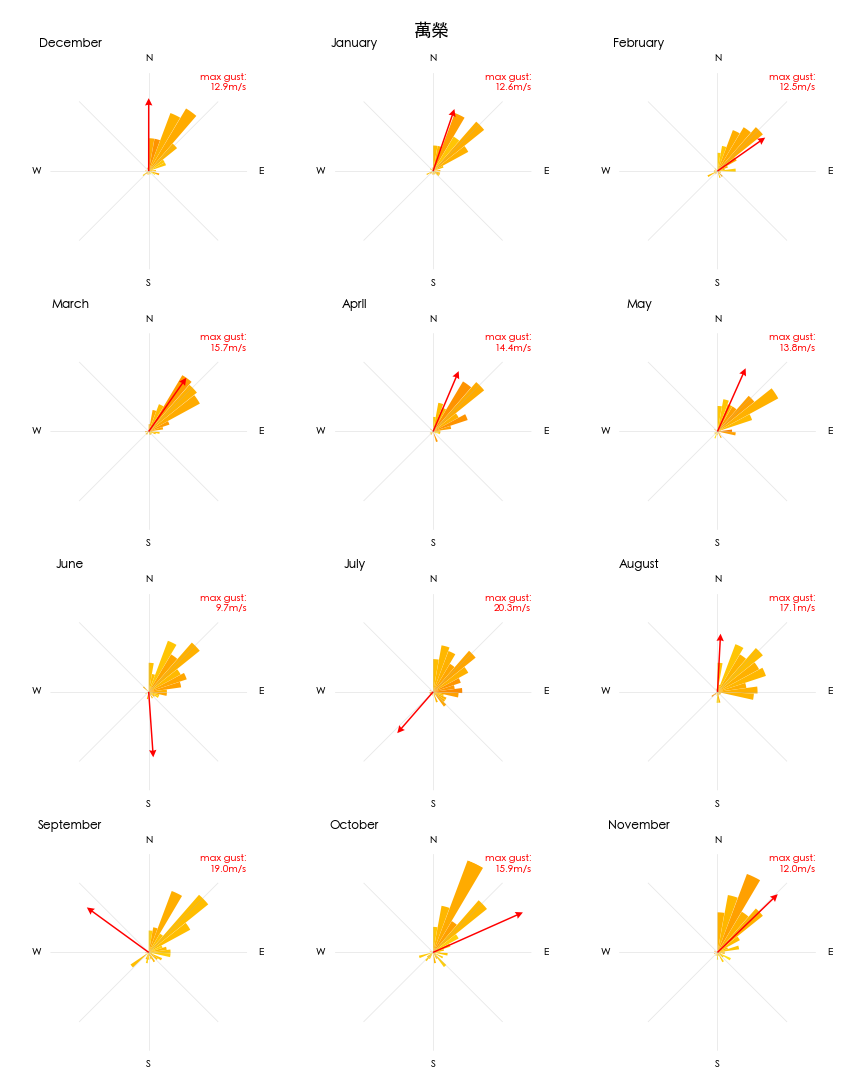 萬榮
December
N
max gust:
12.9m/s
W
E
S
January
N
max gust:
12.6m/s
W
E
S
February
N
max gust:
12.5m/s
W
E
S
March
N
max gust:
15.7m/s
W
E
S
April
N
max gust:
14.4m/s
W
E
S
May
N
max gust:
13.8m/s
W
E
S
June
N
max gust:
9.7m/s
W
E
S
July
N
max gust:
20.3m/s
W
E
S
August
N
max gust:
17.1m/s
W
E
S
September
N
max gust:
19.0m/s
W
E
S
October
N
max gust:
15.9m/s
W
E
S
November
N
max gust:
12.0m/s
W
E
S